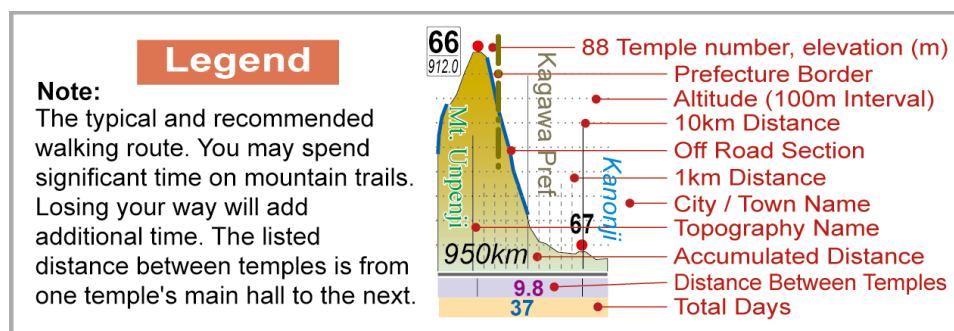 Legend
Note:
The typical and recommended
walking route. You may spend
significant time on mountain trails.
Losing your way will add
additional time. The listed
distance between temples is from
one temple's main hall to the next.
66
912.0
Mt. Unpenji
Kagawa Pref
Kanonji
67
950km
9.8
37
88 Temple number, elevation (m)
Prefecture Border
Altitude (100m Interval)
10km Distance
Off Road Section
1km Distance
City / Town Name
Topography Name
Accumulated Distance
Distance Between Temples
Total Days